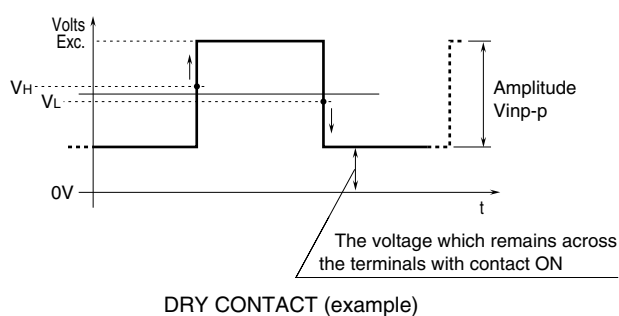 Volts
Exc.
VH
VL
Amplitude
Vinp-p
0V
t
The voltage which remains across
the terminals with contact ON
DRY CONTACT (example)